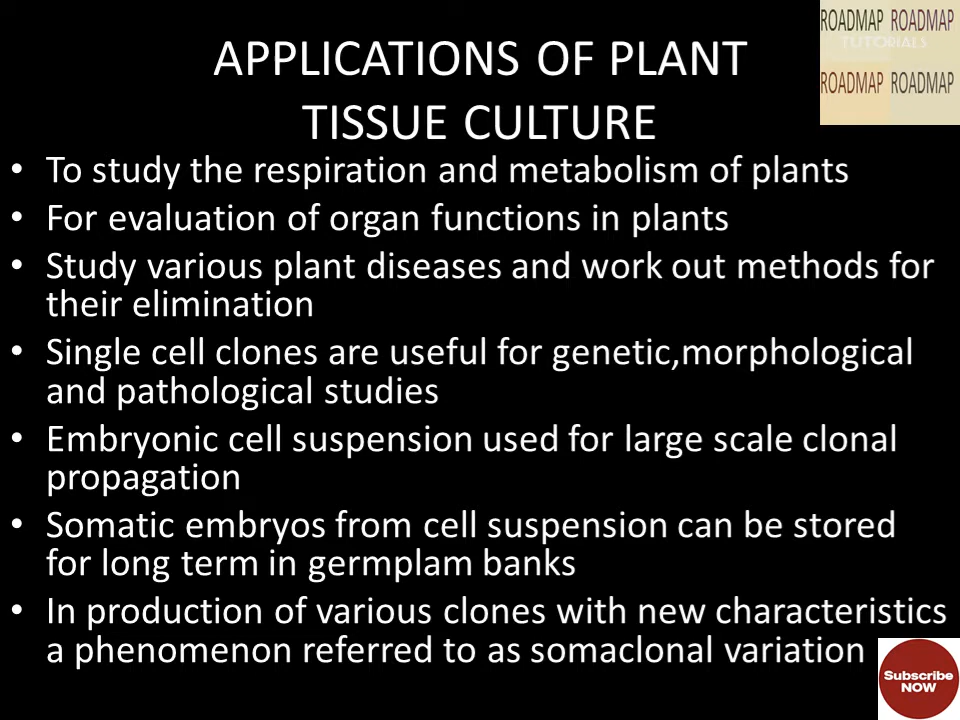 ROADMAP ROADMAP
TUTORIALS
ROADMAP ROADMAP
APPLICATIONS OF PLANT
TISSUE CULTURE
• To study the respiration and metabolism of plants
• For evaluation of organ functions in plants
• Study various plant diseases and work out methods for
their elimination
• Single cell clones are useful for genetic,morphological
and pathological studies
• Embryonic cell suspension used for large scale clonal
propagation
• Somatic embryos from cell suspension can be stored
for long term in germplam banks
• In production of various clones with new characteristics
a phenomenon referred to as somaclonal variation
Subscribe
NOW